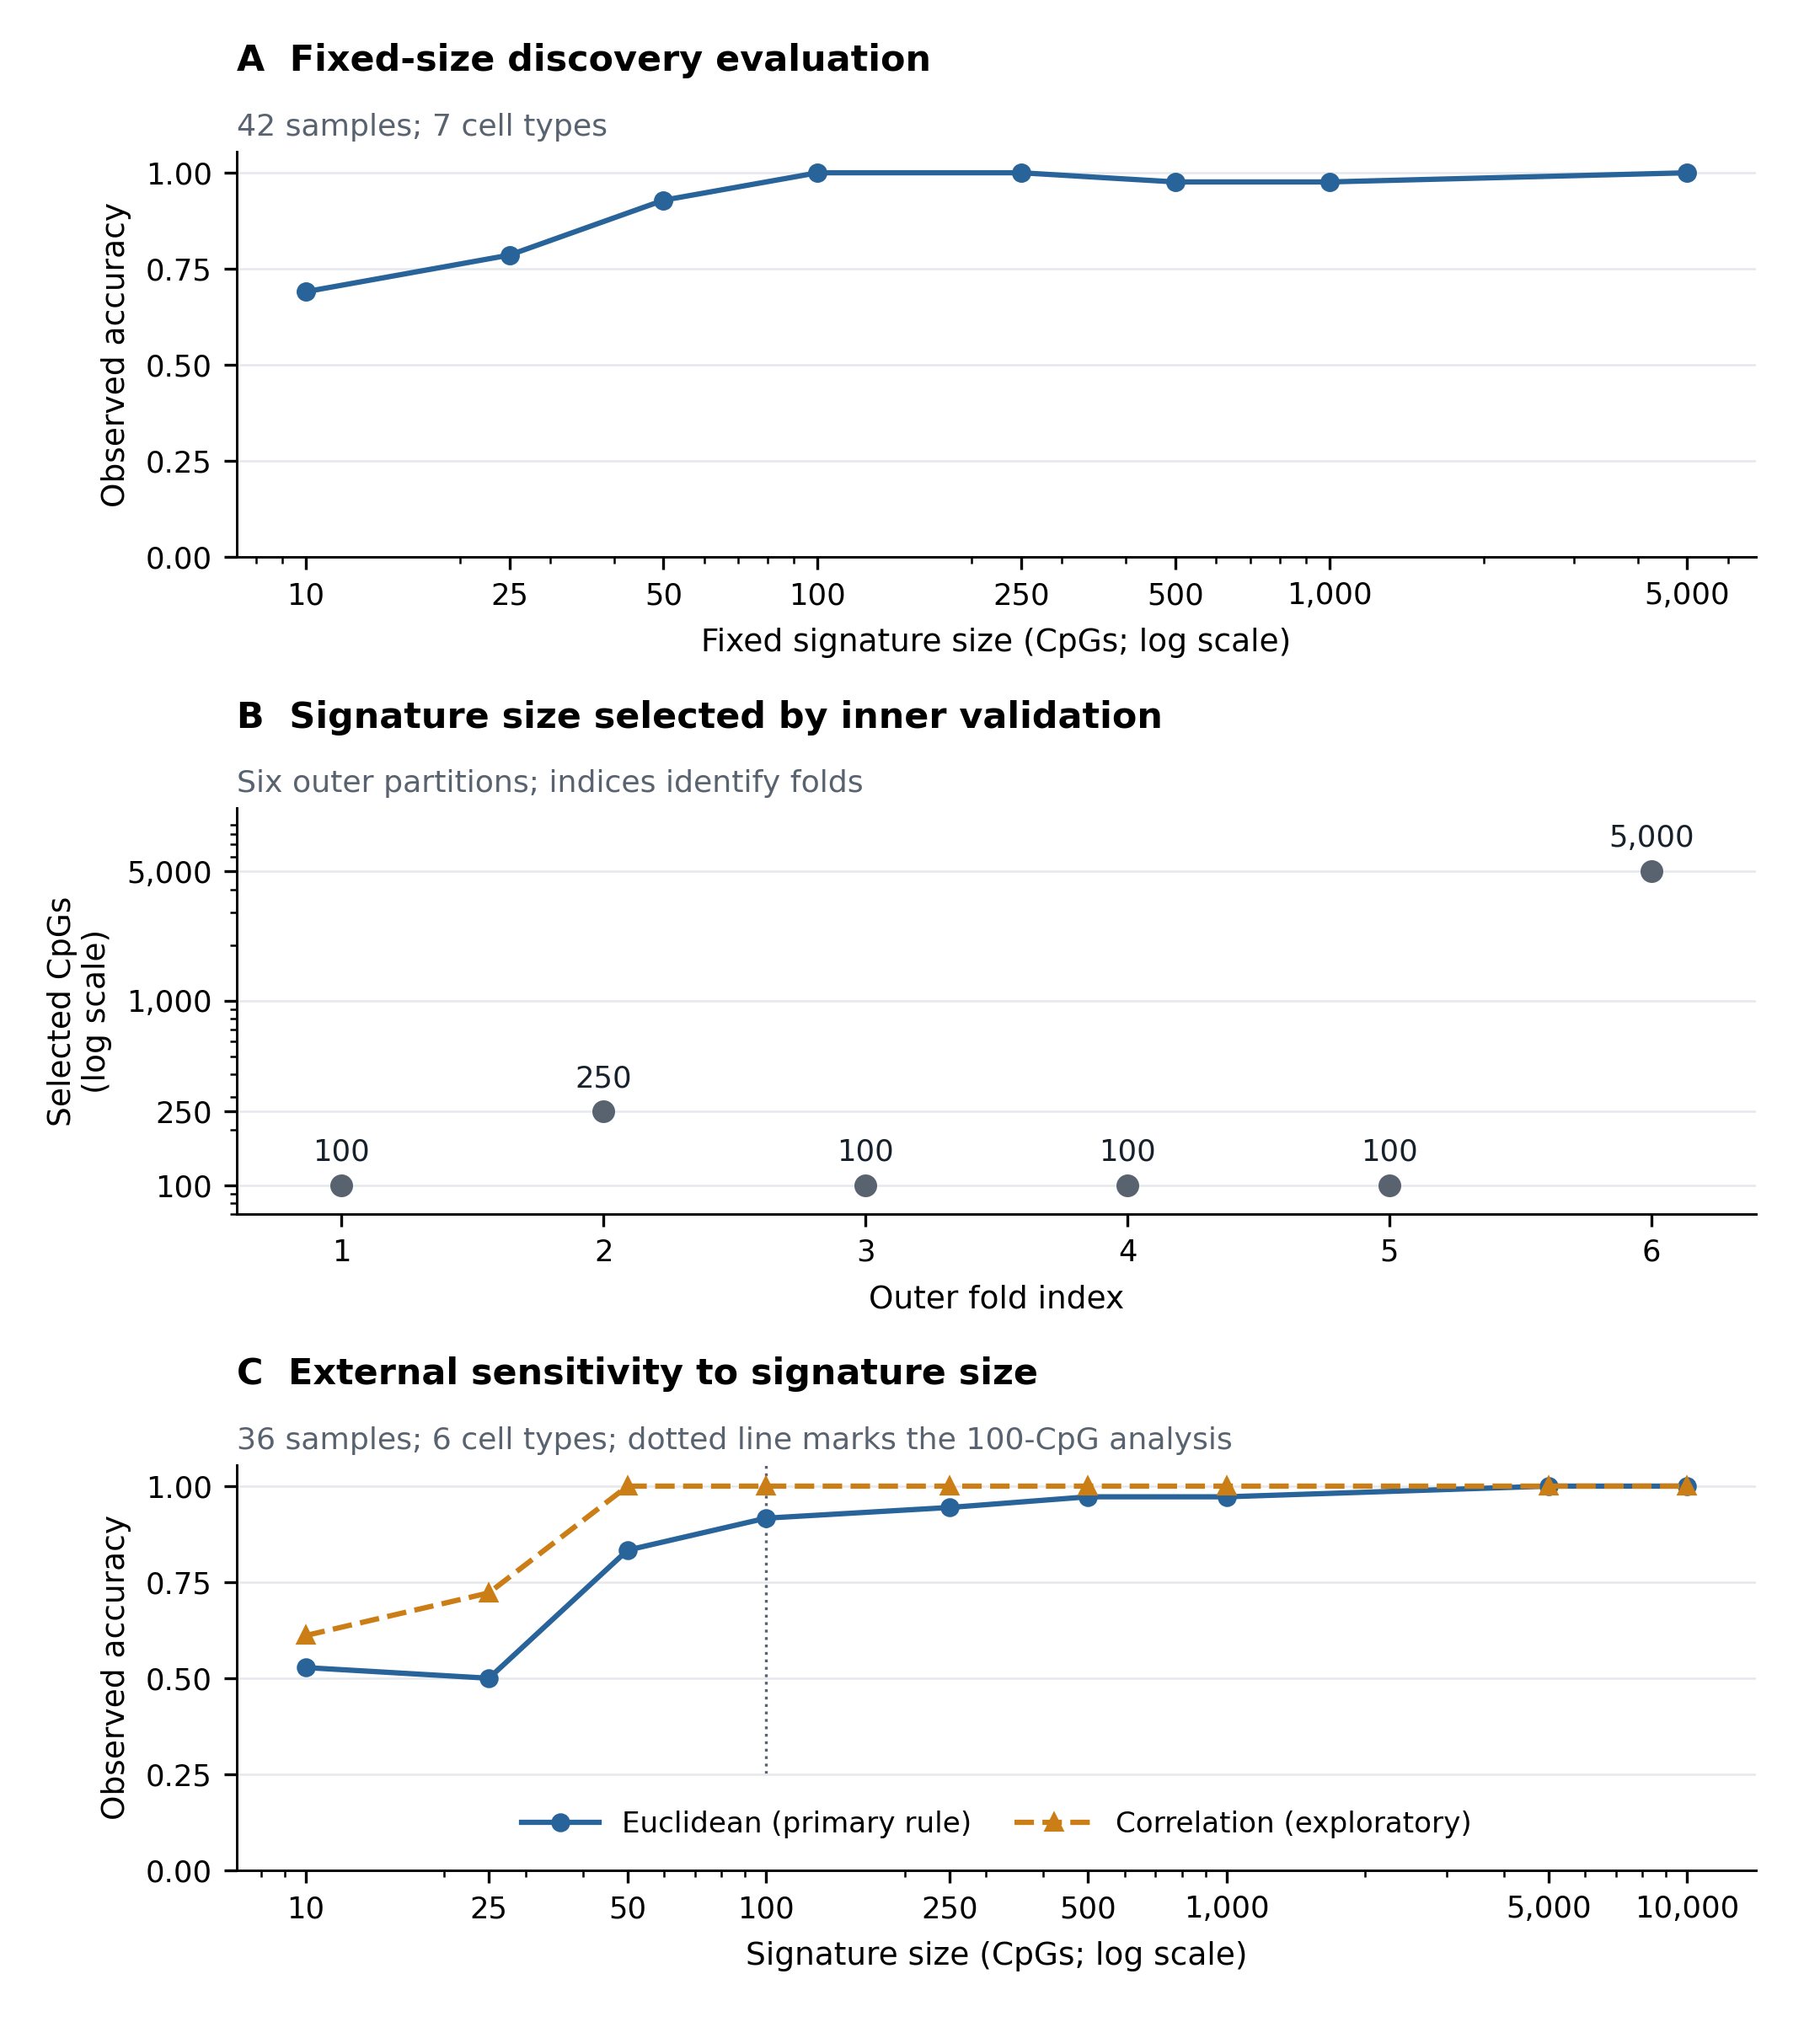 A Fixed-size discovery evaluation
42 samples; 7 cell types
1.00
0.75
0.50
0.25
0.00
Observed accuracy
10 25 50 100 250 500 1,000 5,000
Fixed signature size (CpGs; log scale)
B Signature size selected by inner validation
Six outer partitions; indices identify folds
5,000
1,000
250
100
Selected CpGs
(log scale)
100
250
100
100
100
5,000
1 2 3 4 5 6
Outer fold index
C External sensitivity to signature size
36 samples; 6 cell types; dotted line marks the 100-CpG analysis
1.00
0.75
0.50
0.25
0.00
Observed accuracy
Euclidean (primary rule) Correlation (exploratory)
10 25 50 100 250 500 1,000 5,000 10,000
Signature size (CpGs; log scale)